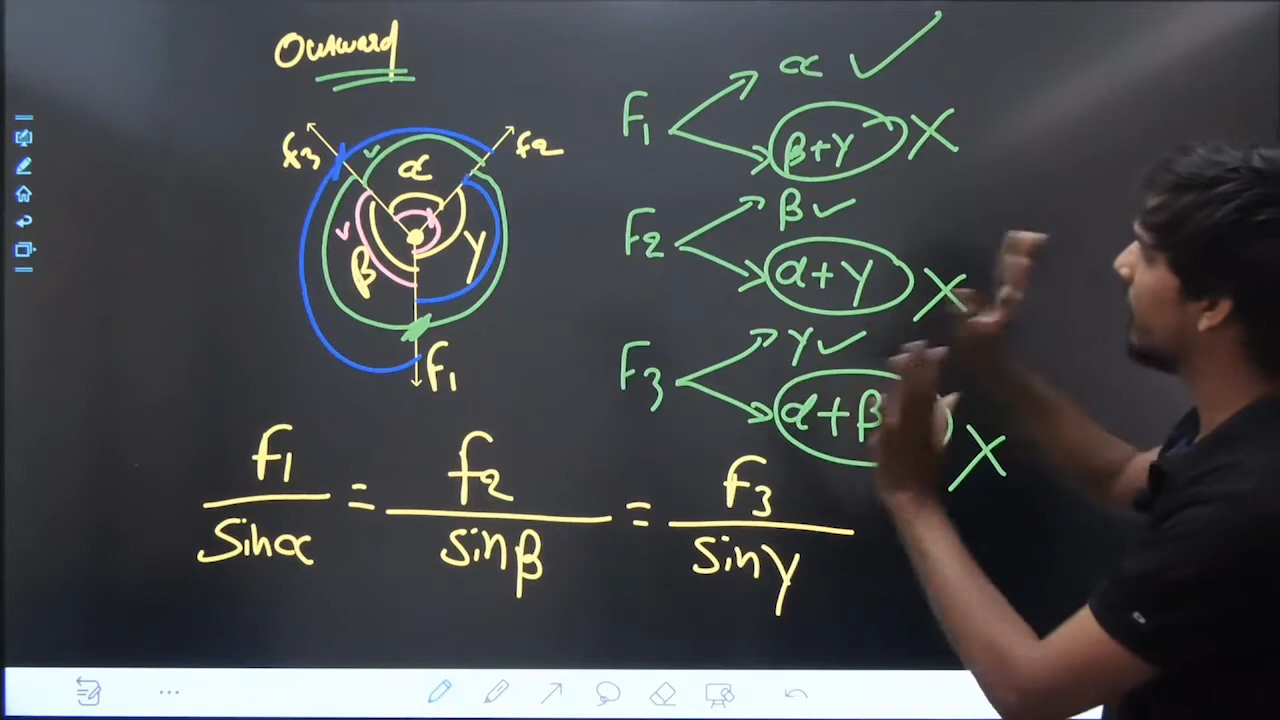 Outward
f3 α f2
β γ
F1
F1 α ✓
β+γ X
F2 β ✓
α+γ X
F3 γ ✓
α+β X
F1/Sinα = f2/sinβ = F3/sinγ